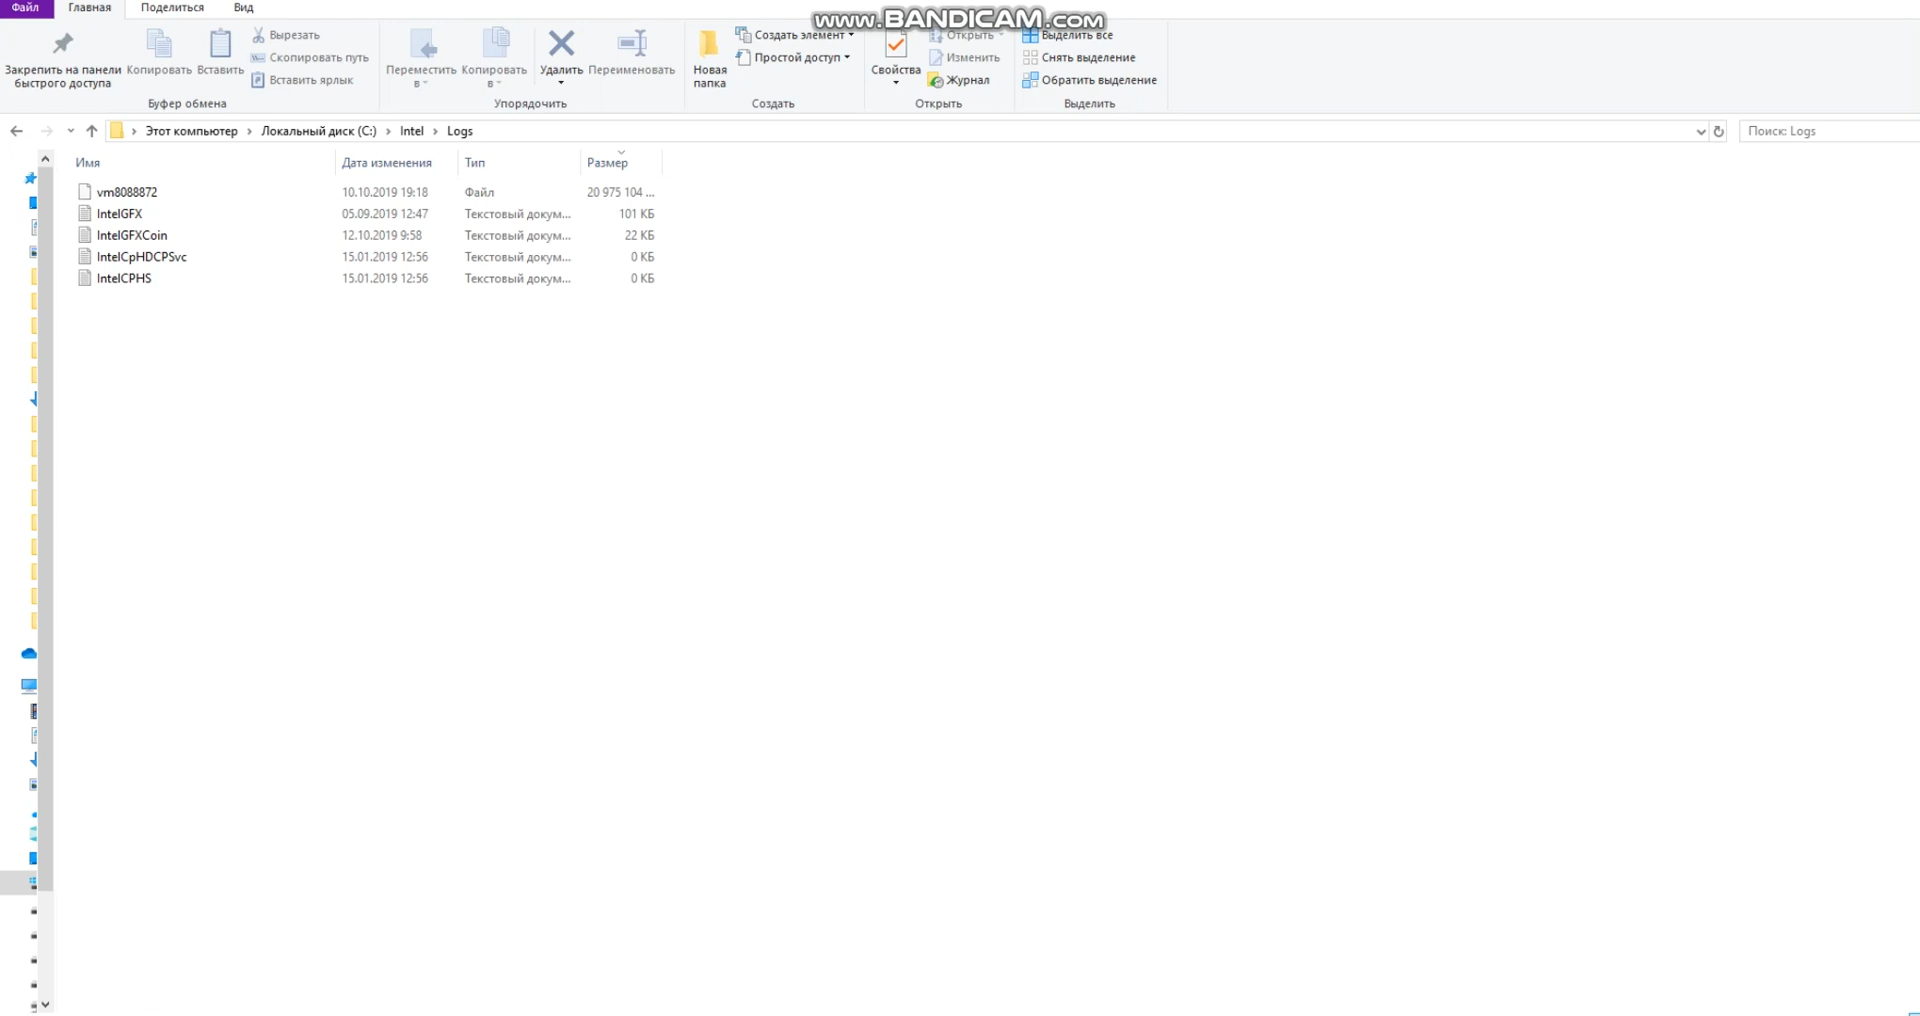 www.BANDICAM.com
Файл Главная Поделиться Вид
Закрепить на панели быстрого доступа
Копировать
Вставить
Вырезать
Скопировать путь
Вставить ярлык
Буфер обмена
Переместить в
Копировать в
Удалить
Переименовать
Упорядочить
Новая папка
Создать элемент
Простой доступ
Создать
Свойства
Открыть
Изменить
Журнал
Открыть
Выделить все
Снять выделение
Обратить выделение
Выделить
Этот компьютер › Локальный диск (C:) › Intel › Logs
Поиск: Logs
Имя Дата изменения Тип Размер
vm8088872 10.10.2019 19:18 Файл 20 975 104 ...
IntelGFX 05.09.2019 12:47 Текстовый докум... 101 КБ
IntelGFXCoin 12.10.2019 9:58 Текстовый докум... 22 КБ
IntelCpHDCPSvc 15.01.2019 12:56 Текстовый докум... 0 КБ
IntelCPHS 15.01.2019 12:56 Текстовый докум... 0 КБ